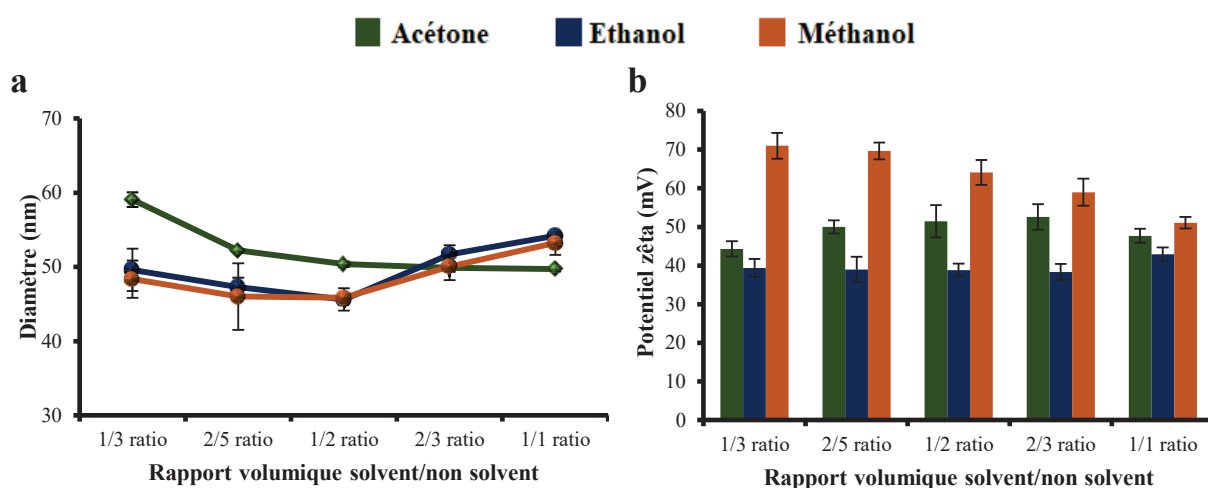 Acétone Ethanol Méthanol
a
Diamètre (nm)
70
60
50
40
30
1/3 ratio 2/5 ratio 1/2 ratio 2/3 ratio 1/1 ratio
Rapport volumique solvent/non solvent
b
Potentiel zêta (mV)
80
70
60
50
40
30
20
10
0
1/3 ratio 2/5 ratio 1/2 ratio 2/3 ratio 1/1 ratio
Rapport volumique solvent/non solvent